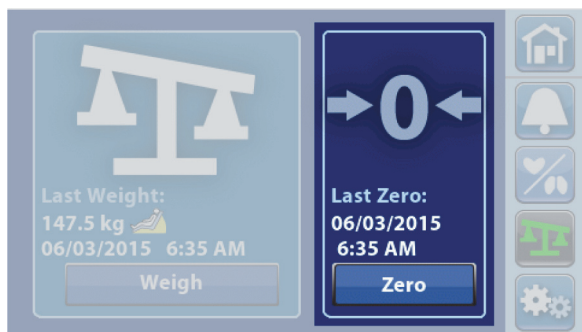 Last Weight:
147.5 kg
06/03/2015 6:35 AM
Weigh
0
Last Zero:
06/03/2015
6:35 AM
Zero